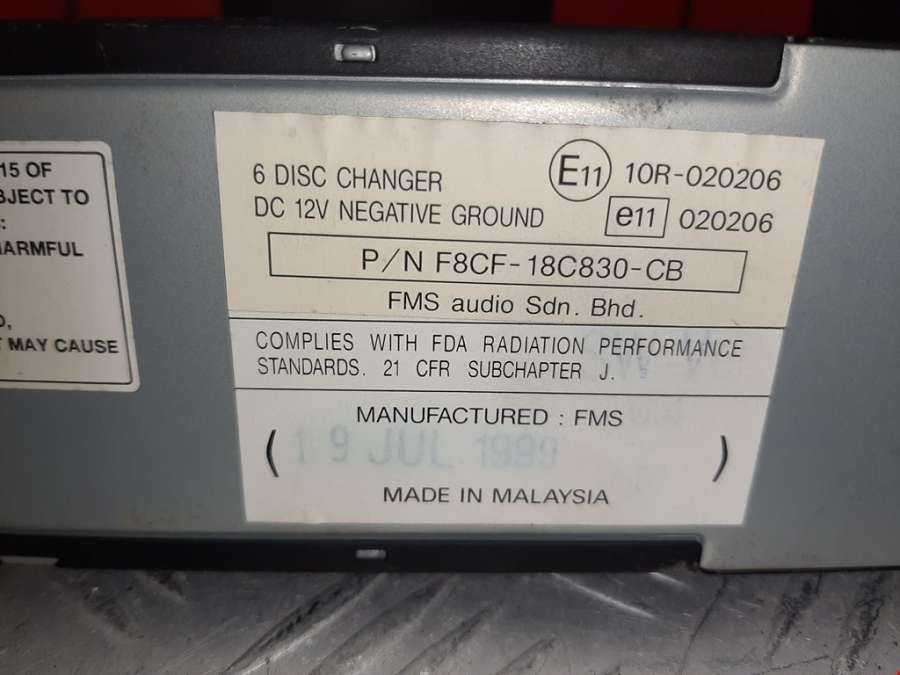 15 OF
BJECT TO
:
ARMFUL
D,
T MAY CAUSE
6 DISC CHANGER
DC 12V NEGATIVE GROUND
E11 10R-020206
e11 020206
P/N F8CF-18C830-CB
FMS audio Sdn. Bhd.
COMPLIES WITH FDA RADIATION PERFORMANCE
STANDARDS. 21 CFR SUBCHAPTER J.
MANUFACTURED : FMS
( 19 JUL 1999 )
MADE IN MALAYSIA